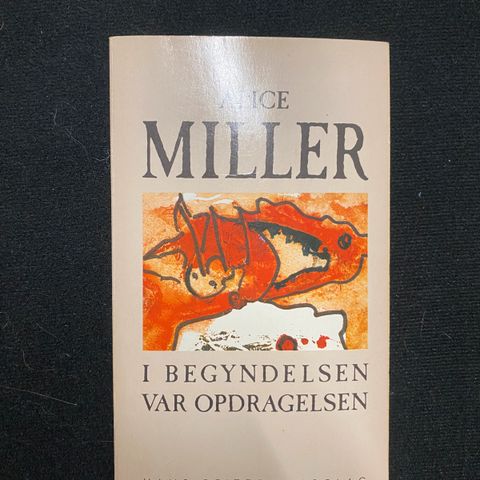 ALICE
MILLER
I BEGYNDELSEN
VAR OPDRAGELSEN